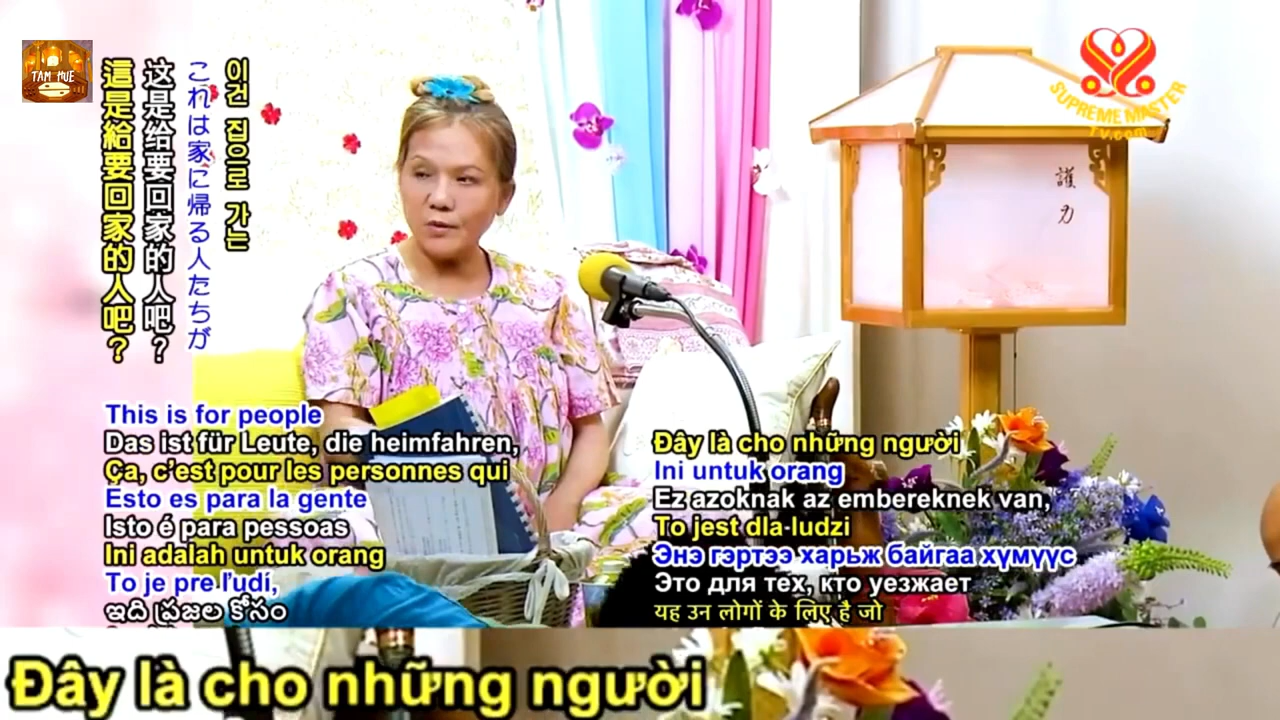 TÂM HUỆ
這是給要回家的人吧？
这是给要回家的人吧？
これは家に帰る人たちが
이건 집으로 가는
SUPREME MASTER
TV.com
護力
This is for people
Das ist für Leute, die heimfahren,
Ça, c'est pour les personnes qui
Esto es para la gente
Isto é para pessoas
Ini adalah untuk orang
To je pre ľudí,
ఇది ప్రజల కోసం
Đây là cho những người
Ini untuk orang
Ez azoknak az embereknek van,
To jest dla ludzi
Энэ гэртээ харьж байгаа хүмүүс
Это для тех, кто уезжает
यह उन लोगों के लिए है जो
Đây là cho những người